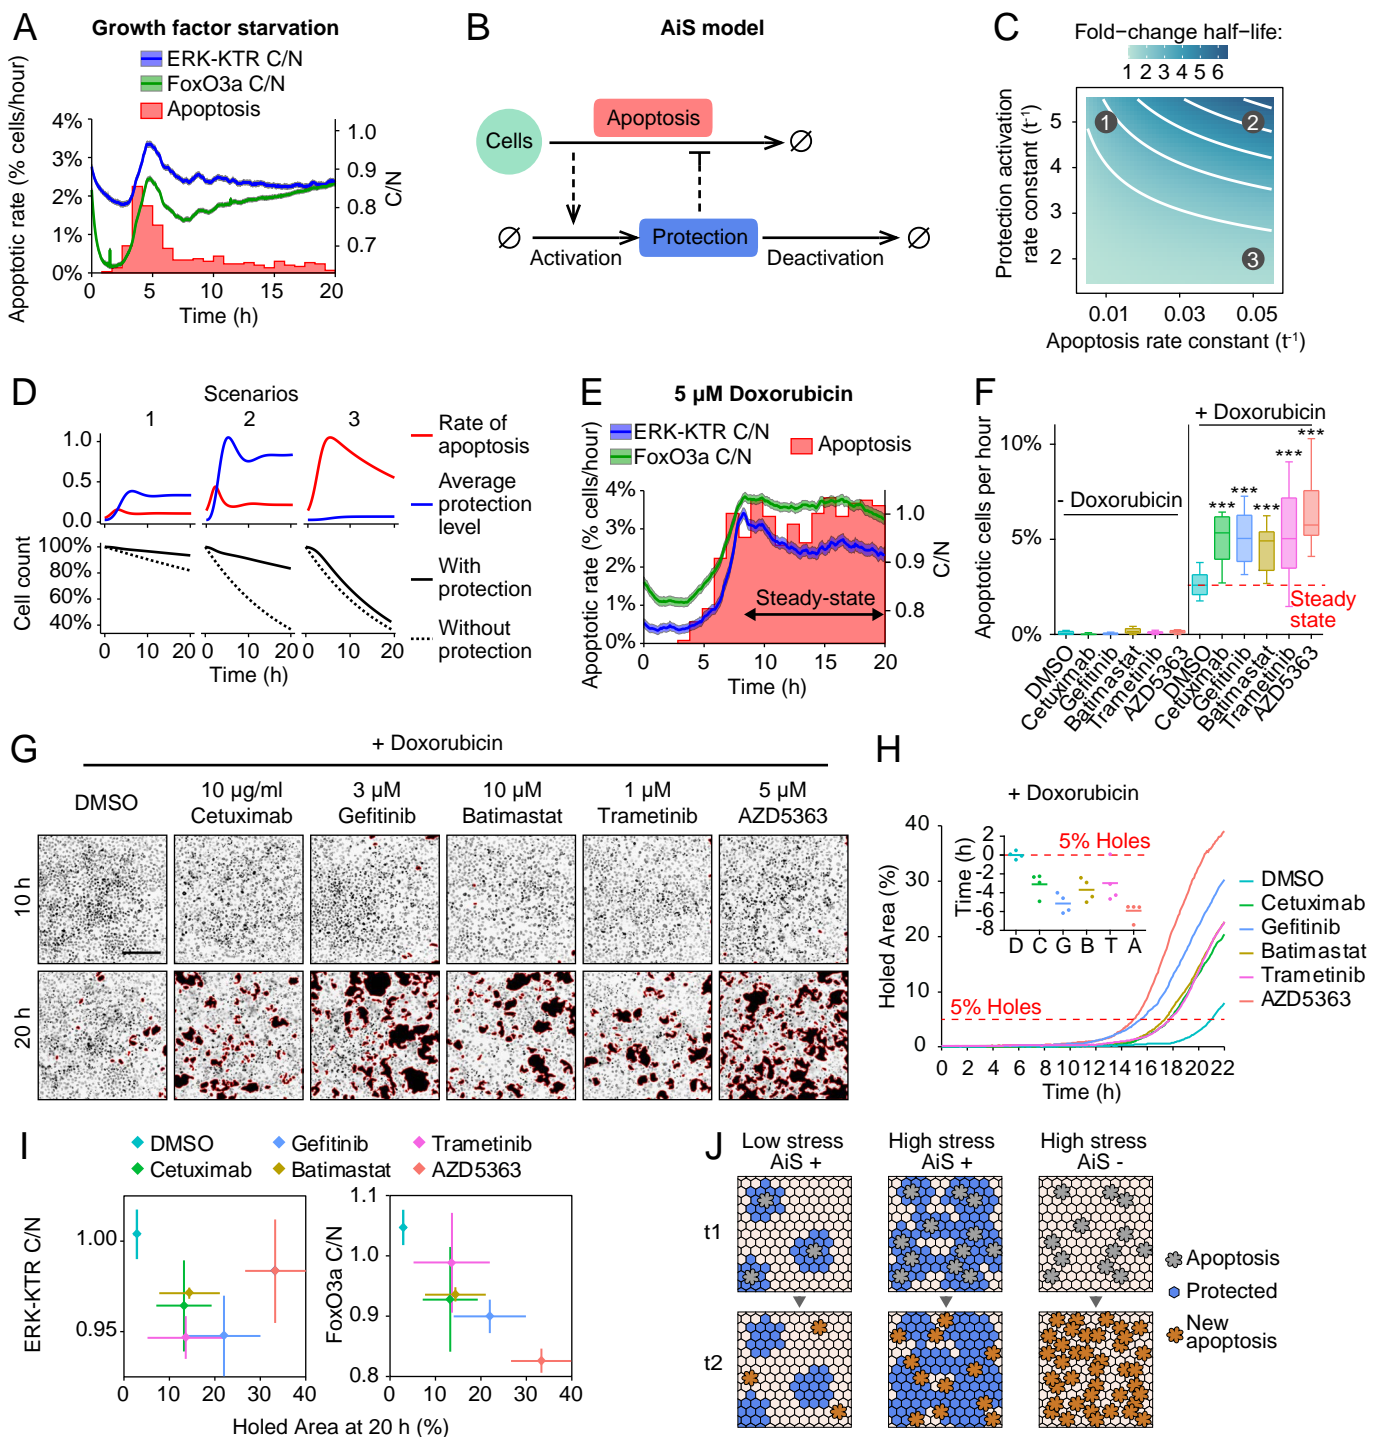 A
Growth factor starvation
ERK-KTR C/N
FoxO3a C/N
Apoptosis
Apoptotic rate (% cells/hour)
4%
3%
2%
1%
0%
1.0
0.9
0.8
0.7
C/N
0 5 10 15 20
Time (h)
B
AiS model
Cells
Apoptosis
∅
∅
Activation
Protection
Deactivation
∅
C
Fold−change half−life:
1 2 3 4 5 6
Protection activation
rate constant (t⁻¹)
5
4
3
2
1
2
3
0.01 0.03 0.05
Apoptosis rate constant (t⁻¹)
D
Scenarios
1 2 3
1.0
0.5
0.0
Rate of
apoptosis
Average
protection
level
Cell count
100%
80%
60%
40%
With
protection
Without
protection
0 10 20 0 10 20 0 10 20
Time (h)
E
5 µM Doxorubicin
ERK-KTR C/N
FoxO3a C/N
Apoptosis
Apoptotic rate (% cells/hour)
4%
3%
2%
1%
0%
1.0
0.9
0.8
C/N
Steady-state
0 5 10 15 20
Time (h)
F
Apoptotic cells per hour
10%
5%
0%
- Doxorubicin
+ Doxorubicin
*** *** *** *** ***
Steady
state
DMSO
Cetuximab
Gefitinib
Batimastat
Trametinib
AZD5363
DMSO
Cetuximab
Gefitinib
Batmastat
Trametinib
AZD5363
G
+ Doxorubicin
DMSO
10 µg/ml
Cetuximab
3 µM
Gefitinib
10 µM
Batimastat
1 µM
Trametinib
5 µM
AZD5363
10 h
20 h
H
+ Doxorubicin
Holed Area (%)
40
30
20
10
0
Time (h)
2
0
-2
-4
-6
-8
5% Holes
D C G B T A
5% Holes
0 2 4 6 8 10 12 14 16 18 20 22
Time (h)
DMSO
Cetuximab
Gefitinib
Batimastat
Trametinib
AZD5363
I
DMSO
Gefitinib
Trametinib
Cetuximab
Batimastat
AZD5363
ERK-KTR C/N
1.00
0.95
0 10 20 30 40
FoxO3a C/N
1.1
1.0
0.9
0.8
0 10 20 30 40
Holed Area at 20 h (%)
J
Low stress
AiS +
High stress
AiS +
High stress
AiS -
t1
t2
Apoptosis
Protected
New
apoptosis